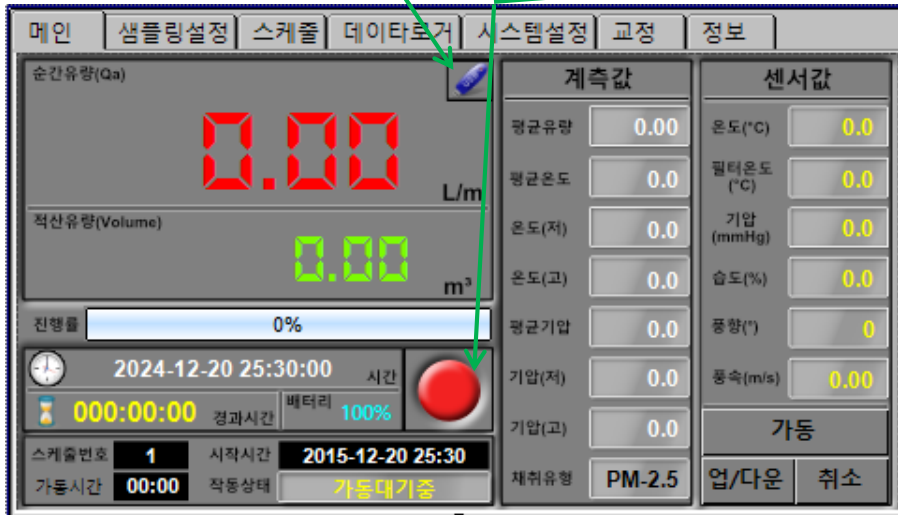 메인 샘플링설정 스케줄 데이타로거 시스템설정 교정 정보
순간유량(Qa)
0.00
L/m
적산유량(Volume)
0.00
m³
진행률 0%
2024-12-20 25:30:00 시간
000:00:00 경과시간 배터리 100%
스케줄번호 1 시작시간 2015-12-20 25:30
가동시간 00:00 작동상태 가동대기중
계측값
평균유량 0.00
평균온도 0.0
온도(저) 0.0
온도(고) 0.0
평균기압 0.0
기압(저) 0.0
기압(고) 0.0
채취유형 PM-2.5
센서값
온도(°C) 0.0
필터온도
(°C) 0.0
기압
(mmHg) 0.0
습도(%) 0.0
풍향(°) 0
풍속(m/s) 0.00
가동
업/다운 취소